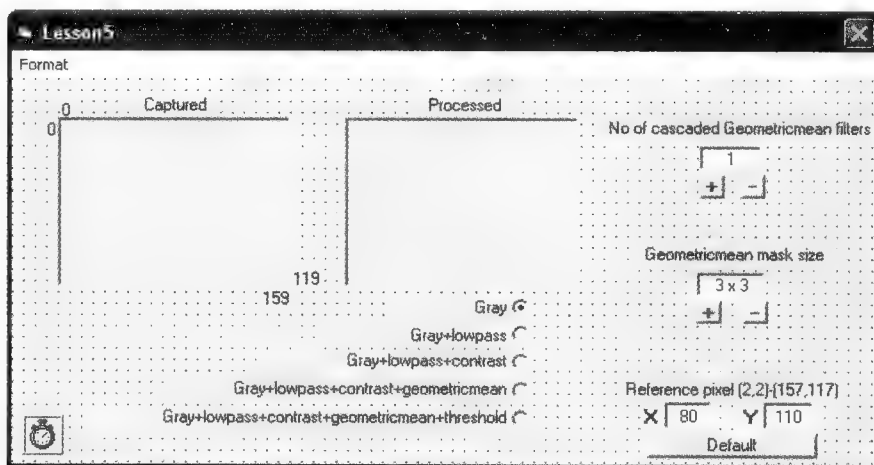 Lesson5
Format
Captured
Processed
0
0
119
159
Gray
Gray+lowpass
Gray+lowpass+contrast
Gray+lowpass+contrast+geometricmean
Gray+lowpass+contrast+geometricmean+threshold
No of cascaded Geometricmean filters
1
+ -
Geometricmean mask size
3 x 3
+ -
Reference pixel (2,2)-(157,117)
X 80 Y 110
Default